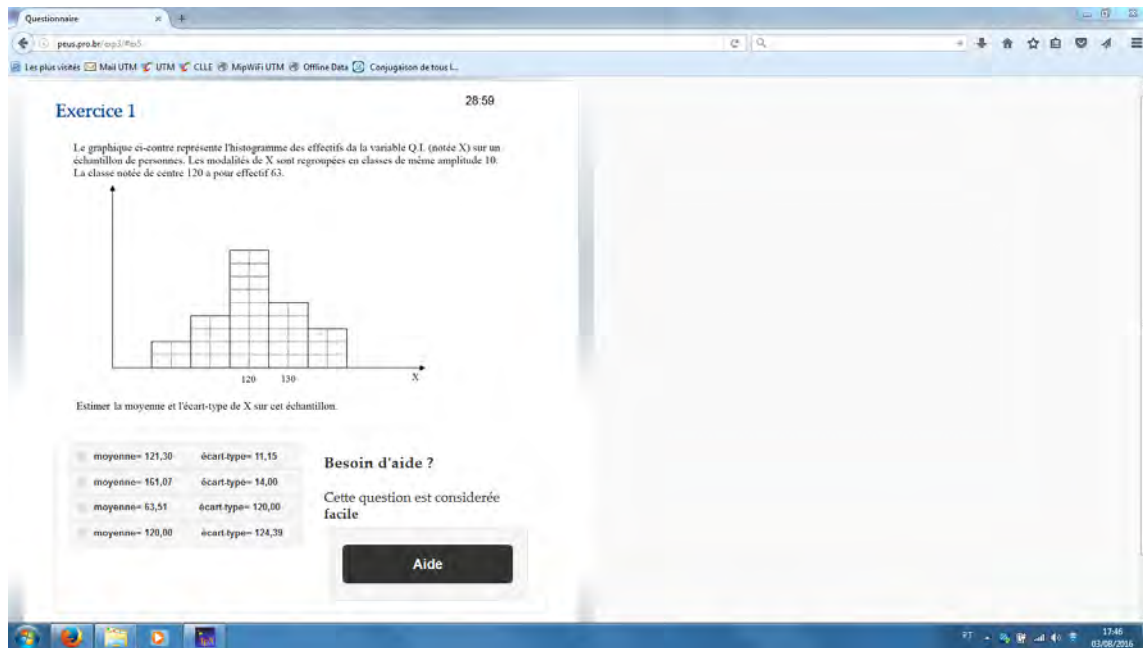 Questionnaire
peus.pro.br/exp3/#is5
Les plus visités Mail UTM UTM CLLE MipWiFi UTM Offline Data Conjugaison de tous l...
28:59
Exercice 1
Le graphique ci-contre représente l'histogramme des effectifs da la variable Q.I. (notée X) sur un
échantillon de personnes. Les modalités de X sont regroupées en classes de même amplitude 10.
La classe notée de centre 120 a pour effectif 63.
120 130 X
Estimer la moyenne et l'écart-type de X sur cet échantillon.
moyenne= 121,30 écart-type= 11,15
moyenne= 161,07 écart-type= 14,00
moyenne= 63,51 écart-type= 120,00
moyenne= 120,00 écart-type= 124,39
Besoin d'aide ?
Cette question est considerée
facile
Aide
PT
17:46
03/08/2016